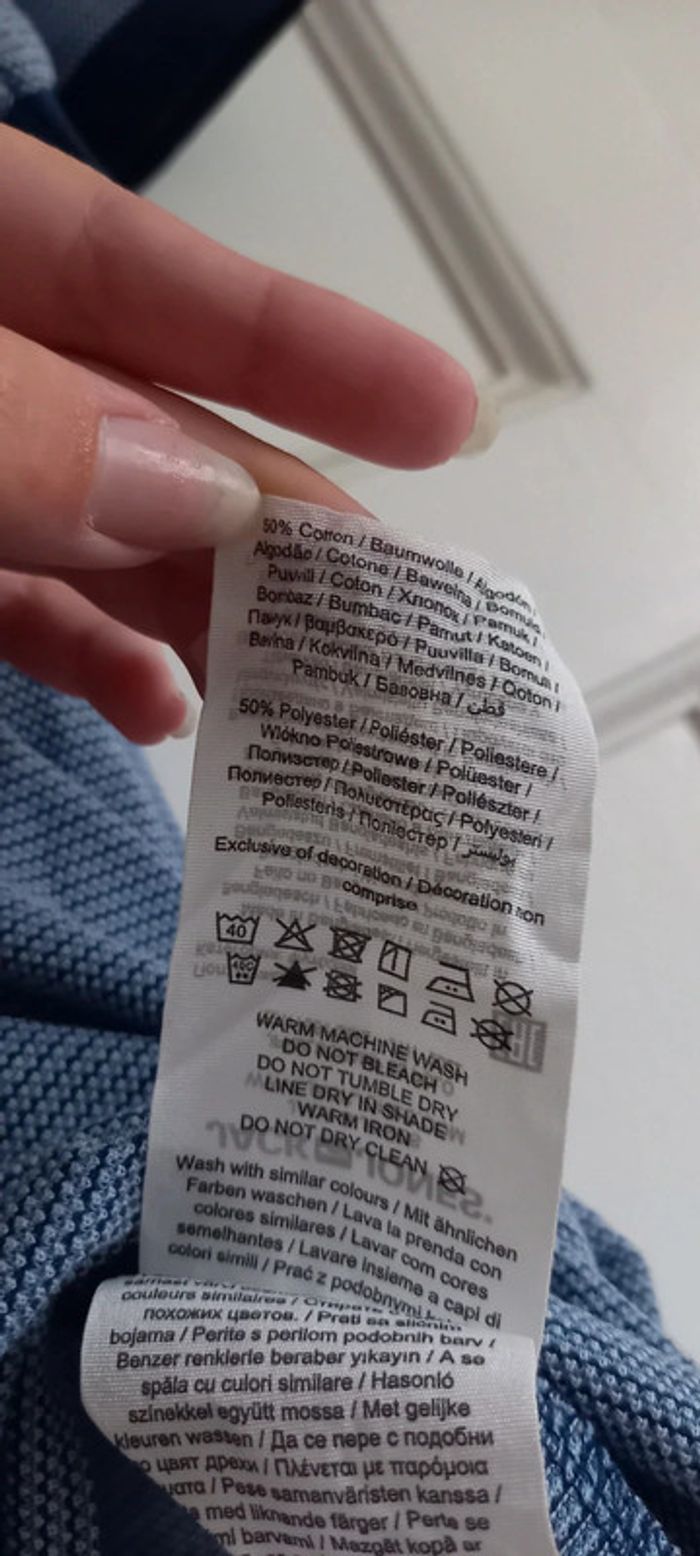 50% Cotton / Baumwolle / Algodón /
Algodão / Cotone / Bawełna / Bomuld
Puuvill / Coton / Хлопок / Pamuk /
Bombaz / Bumbac / Pamut / Katoen /
Памук / βαμβακερό / Puuvilla / Bomull /
Bavlna / Kokvilna / Medvilnės / Qoton /
Pambuk / Бавовна / قطن
50% Polyester / Poliéster / Poliestere /
Włókno Poliestrowe / Polüester /
Полиэстер / Poliester / Poliészter /
Полиестер / Πολυεστέρας / Polyesteri /
Poliesteris / Поліестер / بوليستر
Exclusive of decoration / Décoration non
comprise
40
WARM MACHINE WASH
DO NOT BLEACH
DO NOT TUMBLE DRY
LINE DRY IN SHADE
WARM IRON
DO NOT DRY CLEAN
Wash with similar colours / Mit ähnlichen
Farben waschen / Lava la prenda con
colores similares / Lavar com cores
semelhantes / Lavare insieme a capi di
colori simili / Prać z podobnymi
couleurs similaires /
похожих цветов. / Prati sa sličnim
bojama / Perite s perilom podobnih barv /
Benzer renklerle beraber yıkayın / A se
spăla cu culori similare / Hasonló
színekkel együtt mossa / Met gelijke
kleuren wassen / Да се пере с подобни
цвят дрехи / Πλένεται με παρόμοια
/ Pese samanväristen kanssa /
med liknande färger / Perte se
barvami / Mazgāt kopā ar
JACK JONES